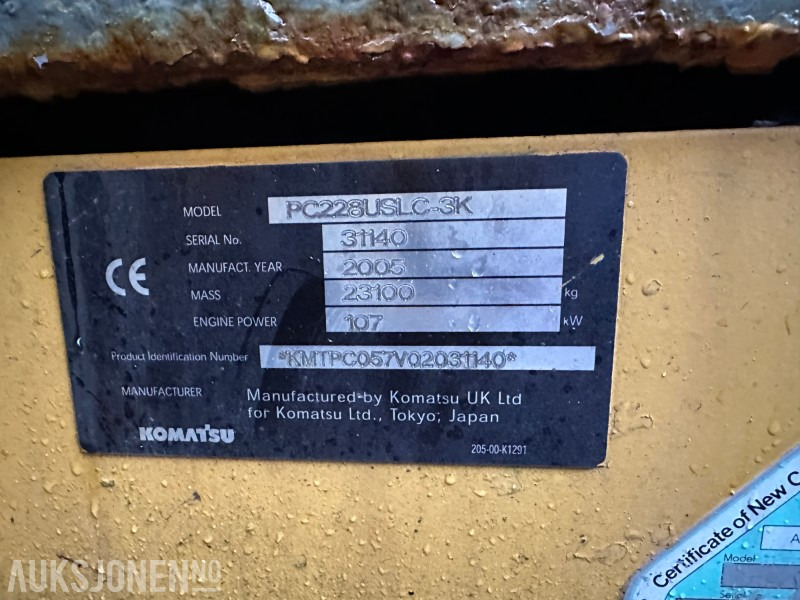 MODEL PC228USLC-3K
SERIAL No. 31140
MANUFACT. YEAR 2005
CE
MASS 23100 kg
ENGINE POWER 107 kW
Product Identification Number *KMTPC057V02031140*
MANUFACTURER Manufactured by Komatsu UK Ltd
for Komatsu Ltd., Tokyo, Japan
KOMATSU
205-00-K1291
Certificate of New C
A
Model
Serial
AUKSJONEN.NO